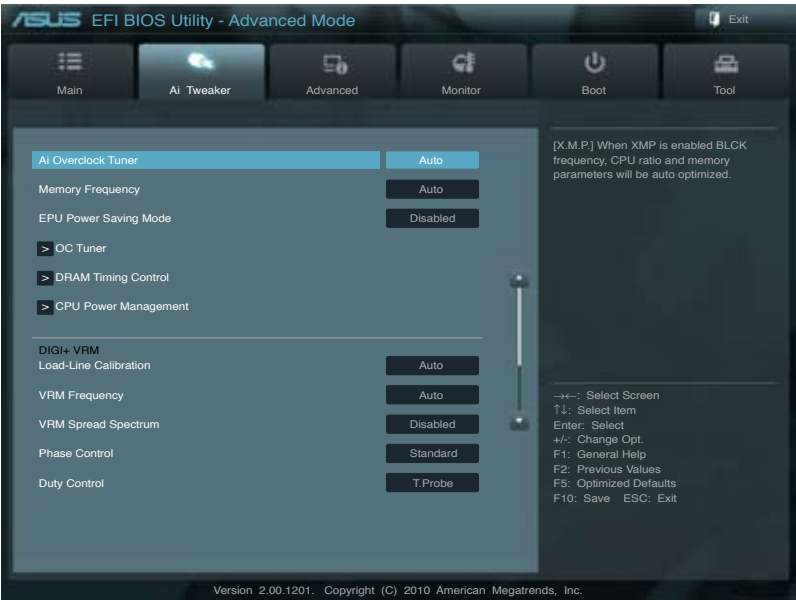 ASUS EFI BIOS Utility - Advanced Mode
Exit
Main
Ai Tweaker
Advanced
Monitor
Boot
Tool
Ai Overclock Tuner Auto
Memory Frequency Auto
EPU Power Saving Mode Disabled
> OC Tuner
> DRAM Timing Control
> CPU Power Management
DIGI+ VRM
Load-Line Calibration Auto
VRM Frequency Auto
VRM Spread Spectrum Disabled
Phase Control Standard
Duty Control T.Probe
[X.M.P.] When XMP is enabled BLCK
frequency, CPU ratio and memory
parameters will be auto optimized.
→←: Select Screen
↑↓: Select Item
Enter: Select
+/-: Change Opt.
F1: General Help
F2: Previous Values
F5: Optimized Defaults
F10: Save ESC: Exit
Version 2.00.1201. Copyright (C) 2010 American Megatrends, Inc.